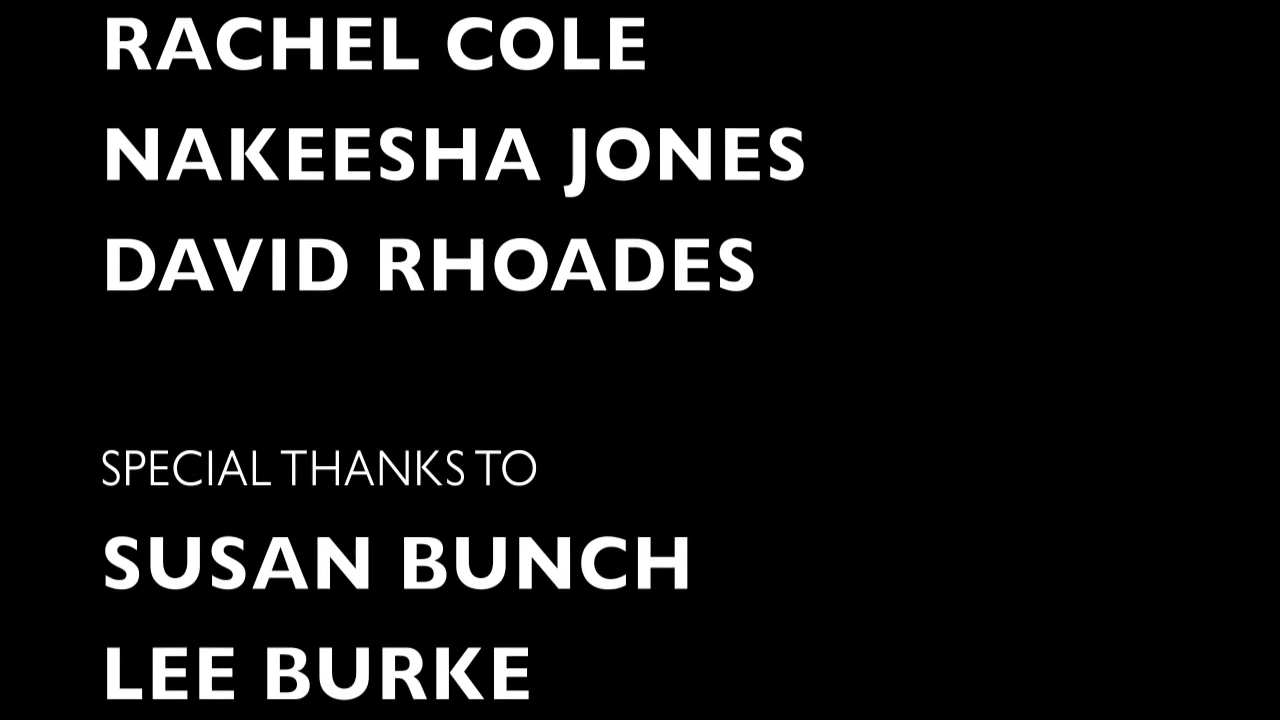 RACHEL COLE
NAKEESHA JONES
DAVID RHOADES
SPECIAL THANKS TO
SUSAN BUNCH
LEE BURKE